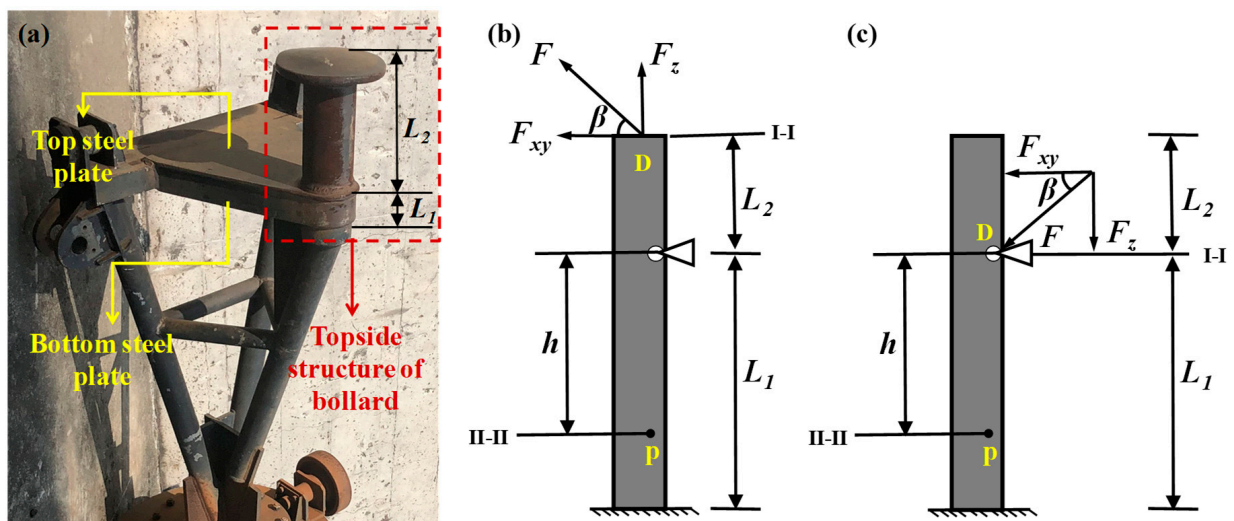 (a)
Top steel
plate
Bottom steel
plate
L2
L1
Topside
structure of
bollard
(b)
F
Fz
β
Fxy
I-I
D
L2
h
L1
II-II
p
(c)
Fxy
β
D
F
Fz
L2
I-I
h
L1
II-II
p